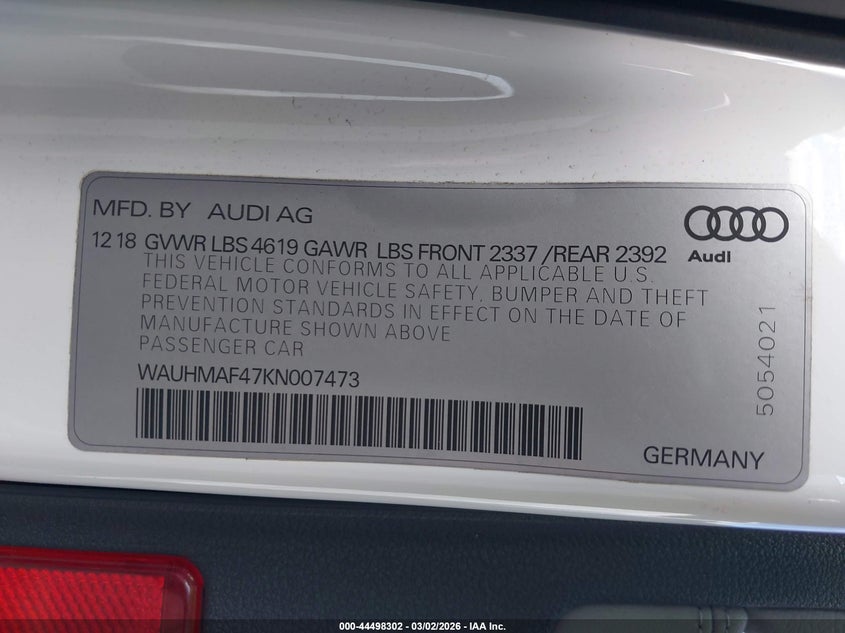 MFD. BY AUDI AG
12 18 GVWR LBS 4619 GAWR LBS FRONT 2337 /REAR 2392
Audi
THIS VEHICLE CONFORMS TO ALL APPLICABLE U.S.
FEDERAL MOTOR VEHICLE SAFETY, BUMPER AND THEFT
PREVENTION STANDARDS IN EFFECT ON THE DATE OF
MANUFACTURE SHOWN ABOVE
PASSENGER CAR
WAUHMAF47KN007473
5054021
GERMANY
000-44498302 — 03/02/2026 — IAA Inc.